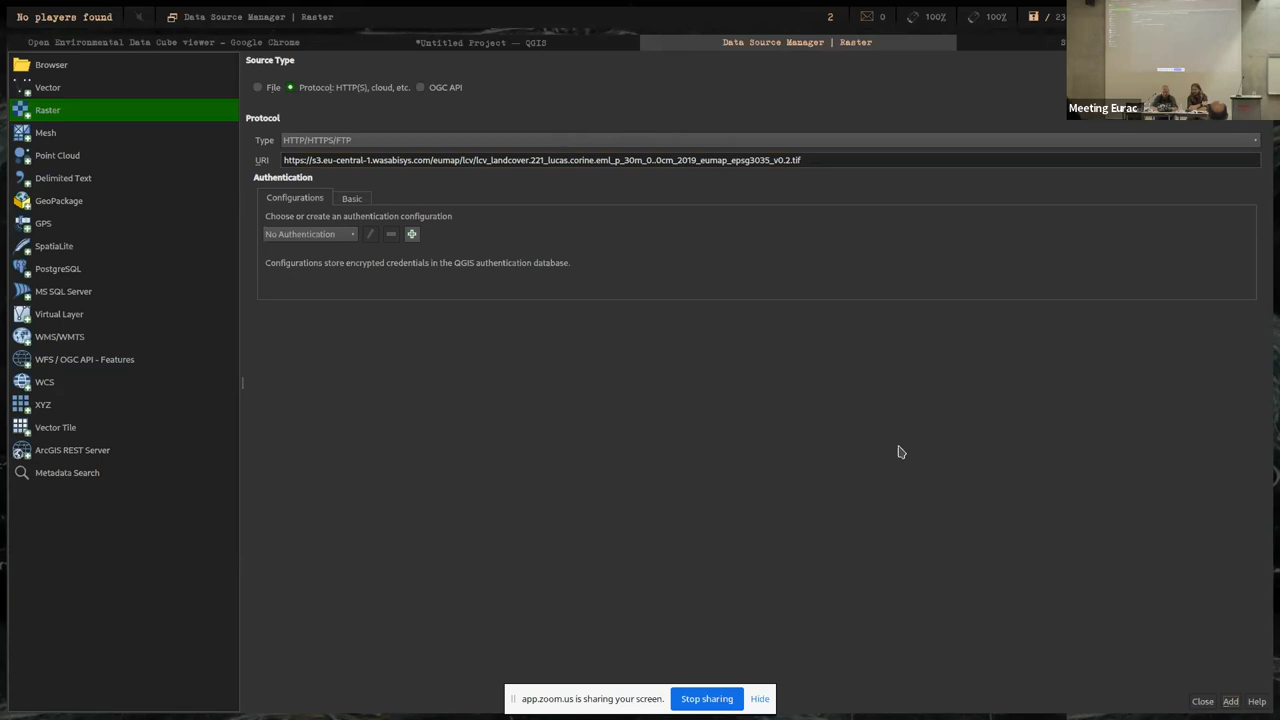 No players found
Data Source Manager | Raster
2
0
100%
100%
/ 23
Open Environmental Data Cube viewer - Google Chrome
*Untitled Project — QGIS
Data Source Manager | Raster
Meeting Eurac
Browser
Vector
Raster
Mesh
Point Cloud
Delimited Text
GeoPackage
GPS
SpatiaLite
PostgreSQL
MS SQL Server
Virtual Layer
WMS/WMTS
WFS / OGC API - Features
WCS
XYZ
Vector Tile
ArcGIS REST Server
Metadata Search
Source Type
File
Protocol: HTTP(S), cloud, etc.
OGC API
Protocol
Type HTTP/HTTPS/FTP
URI https://s3.eu-central-1.wasabisys.com/eumap/lcv/lcv_landcover.221_lucas.corine.eml_p_30m_0..0cm_2019_eumap_epsg3035_v0.2.tif
Authentication
Configurations
Basic
Choose or create an authentication configuration
No Authentication
Configurations store encrypted credentials in the QGIS authentication database.
app.zoom.us is sharing your screen.
Stop sharing
Hide
Close
Add
Help